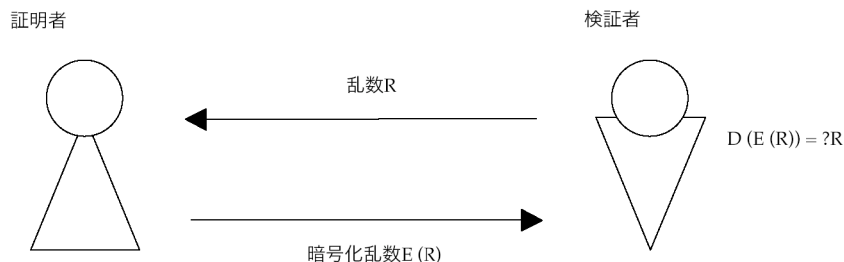 証明者
検証者
乱数R
D (E (R)) = ?R
暗号化乱数E (R)